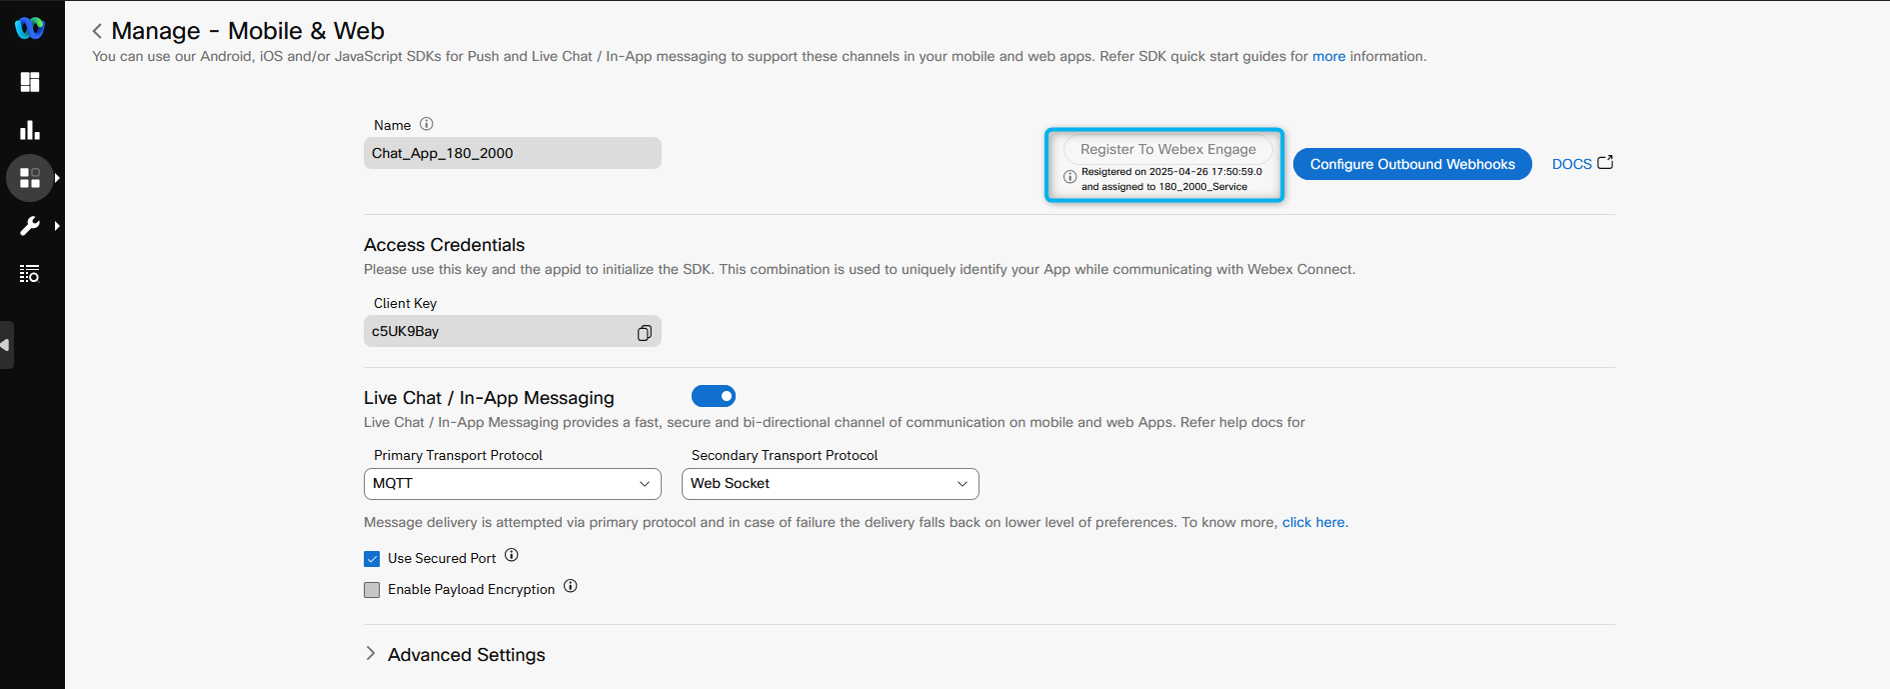 Manage - Mobile & Web
You can use our Android, iOS and/or JavaScript SDKs for Push and Live Chat / In-App messaging to support these channels in your mobile and web apps. Refer SDK quick start guides for more information.
Name
Chat_App_180_2000
Register To Webex Engage
Resigtered on 2025-04-26 17:50:59.0
and assigned to 180_2000_Service
Configure Outbound Webhooks
DOCS
Access Credentials
Please use this key and the appid to initialize the SDK. This combination is used to uniquely identify your App while communicating with Webex Connect.
Client Key
c5UK9Bay
Live Chat / In-App Messaging
Live Chat / In-App Messaging provides a fast, secure and bi-directional channel of communication on mobile and web Apps. Refer help docs for
Primary Transport Protocol
Secondary Transport Protocol
MQTT
Web Socket
Message delivery is attempted via primary protocol and in case of failure the delivery falls back on lower level of preferences. To know more, click here.
Use Secured Port
Enable Payload Encryption
Advanced Settings